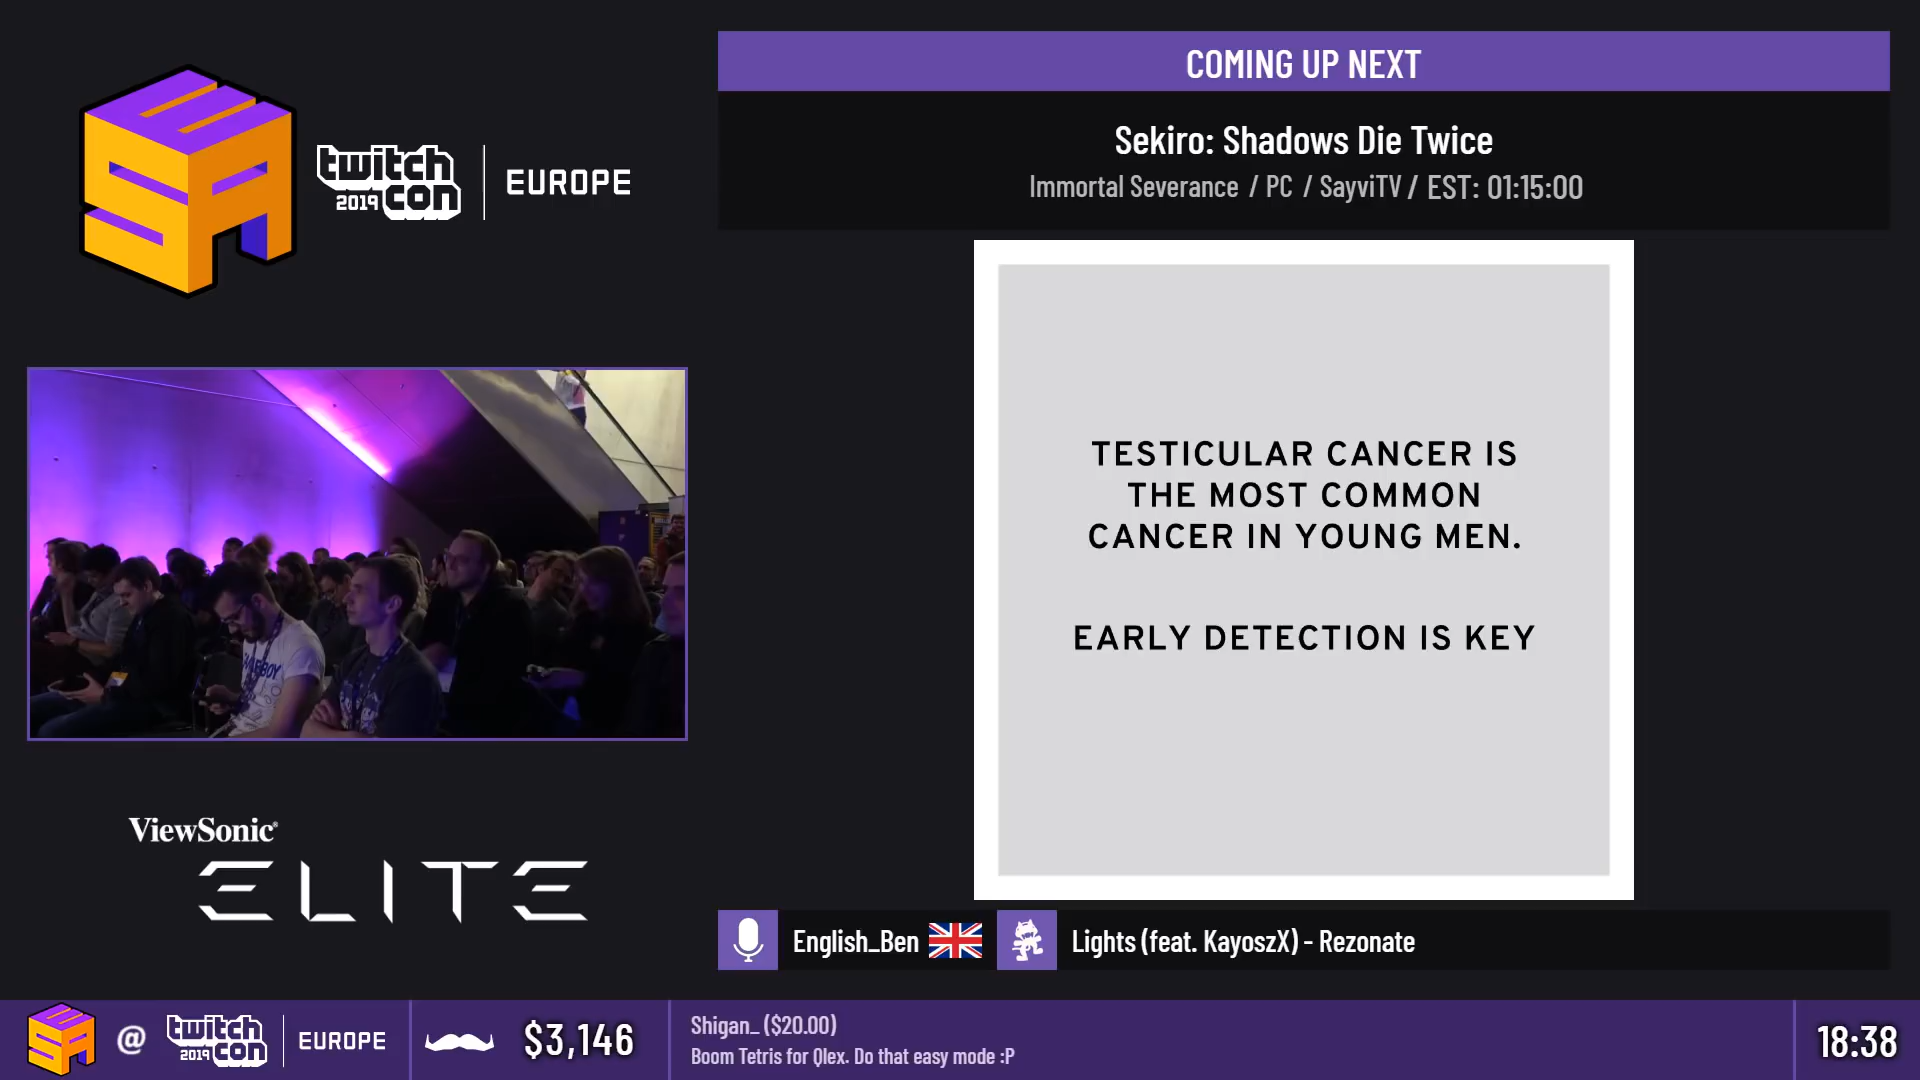 COMING UP NEXT
Sekiro: Shadows Die Twice
Immortal Severance / PC / SayviTV / EST: 01:15:00
ESA
twitch
con
2019
EUROPE
TESTICULAR CANCER IS
THE MOST COMMON
CANCER IN YOUNG MEN.
EARLY DETECTION IS KEY
ViewSonic®
ELITE
English_Ben
Lights (feat. KayoszX) - Rezonate
ESA @ twitch
2019 con
EUROPE
$3,146
Shigan_ ($20.00)
Boom Tetris for Qlex. Do that easy mode :P
18:38